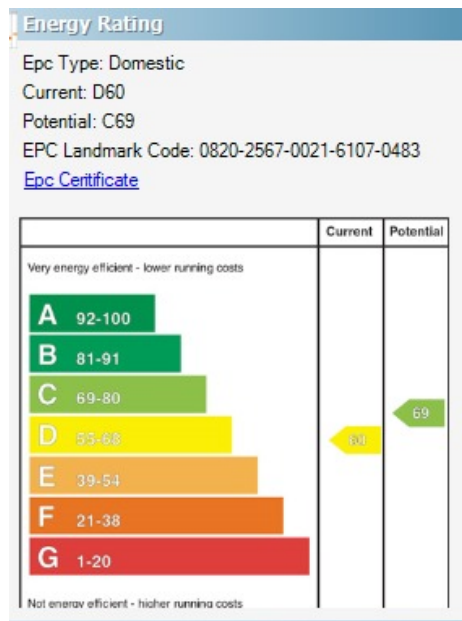 Energy Rating
Epc Type: Domestic
Current: D60
Potential: C69
EPC Landmark Code: 0820-2567-0021-6107-0483
Epc Ceritificate
Current Potential
Very energy efficient - lower running costs
A 92-100
B 81-91
C 69-80
69
D 55-68
60
E 39-54
F 21-38
G 1-20
Not energy efficient - higher running costs